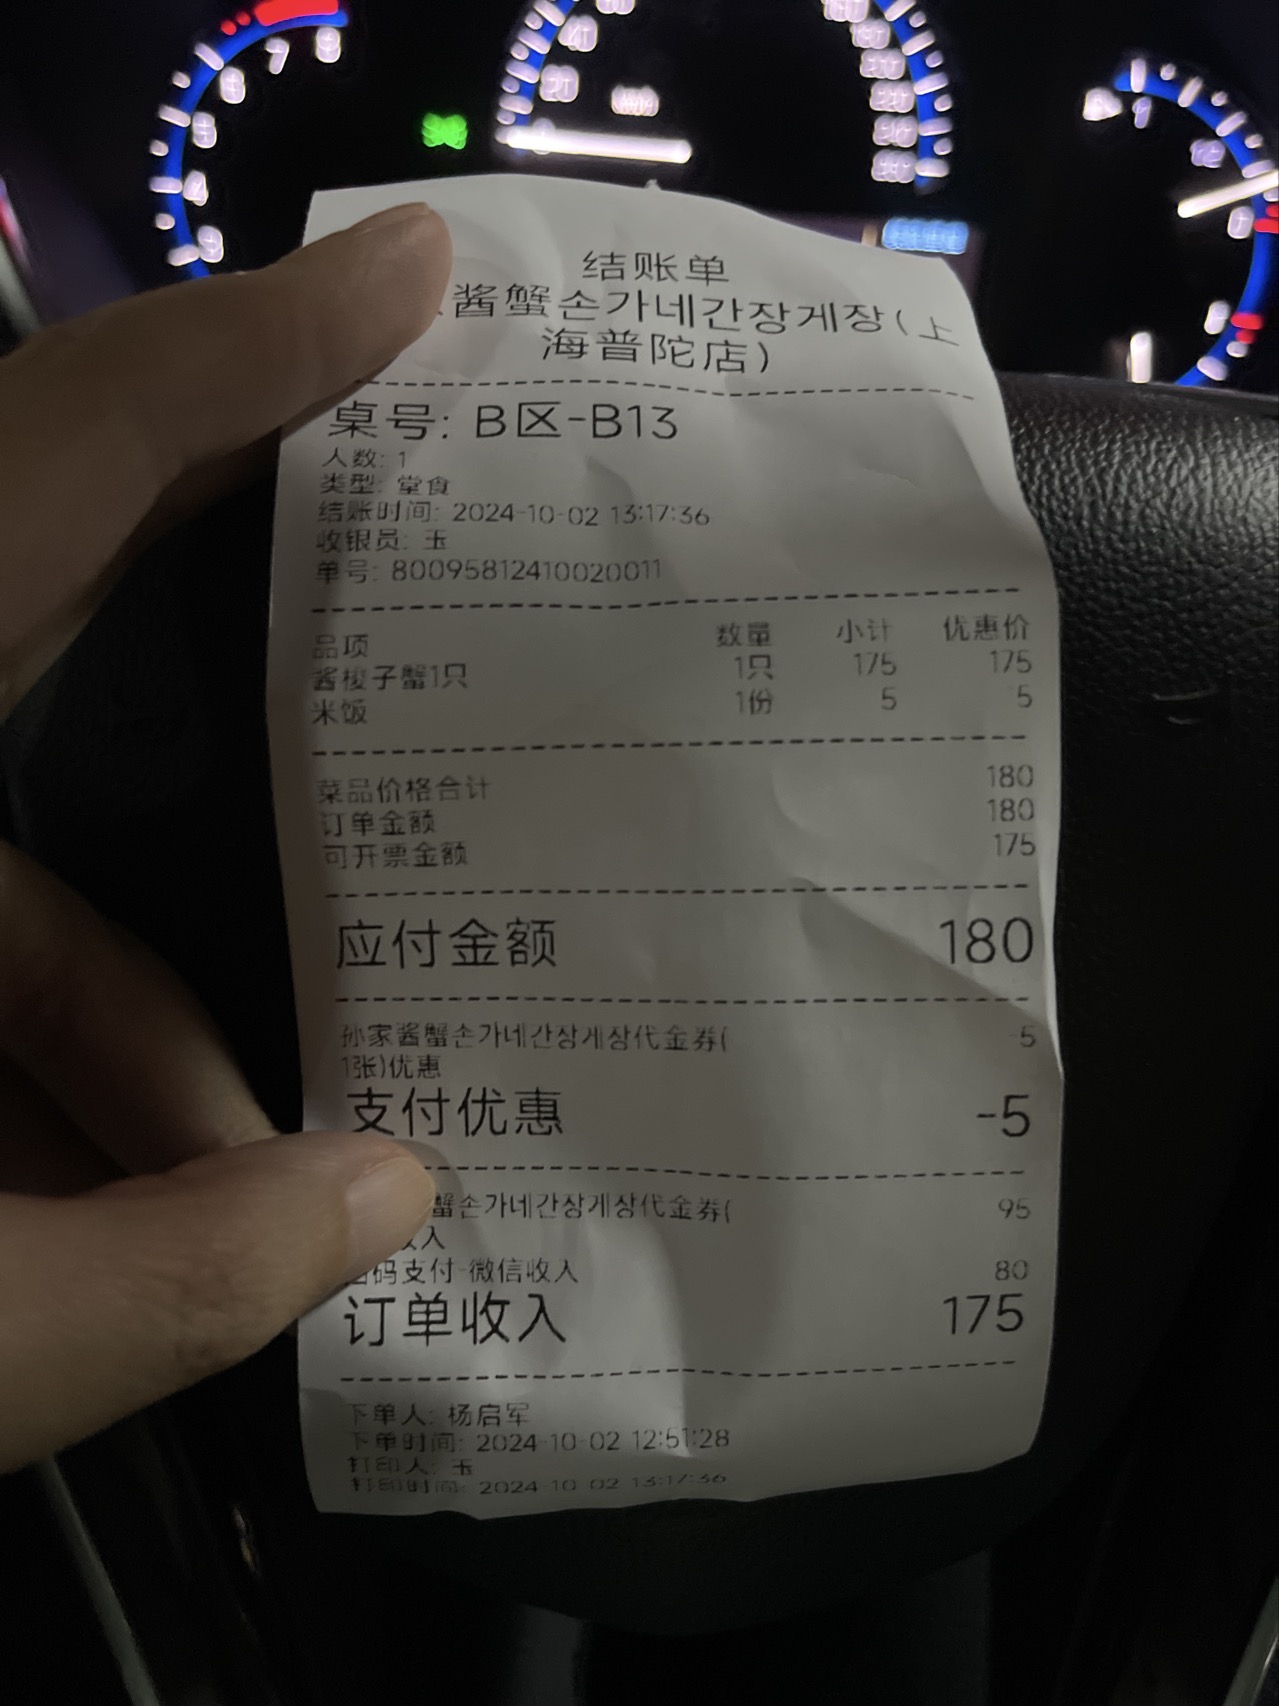 结账单
酱蟹손가네간장게장(上
海普陀店)
桌号: B区-B13
人数: 1
类型: 堂食
结账时间: 2024-10-02 13:17:36
收银员: 玉
单号: 80095812410020011
品项 数量 小计 优惠价
酱梭子蟹1只 1只 175 175
米饭 1份 5 5
菜品价格合计 180
订单金额 180
可开票金额 175
应付金额 180
孙家酱蟹손가네간장게장代金券( -5
1张)优惠
支付优惠 -5
蟹손가네간장게장代金券( 95
收入
扫码支付-微信收入 80
订单收入 175
下单人: 杨启军
下单时间: 2024-10-02 12:51:28
打印人: 玉
打印时间: 2024-10-02 13:17:36